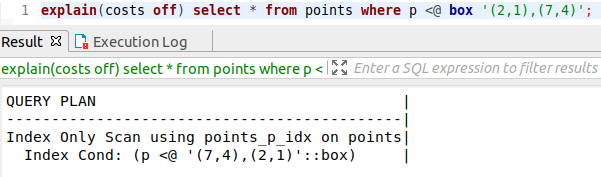 1 explain(costs off) select * from points where p <@ box '(2,1),(7,4)';
Result Execution Log
explain(costs off) select * from points where p < Enter a SQL expression to filter results
QUERY PLAN |
-------------------------------------------|
Index Only Scan using points_p_idx on points|
Index Cond: (p <@ '(7,4),(2,1)'::box) |